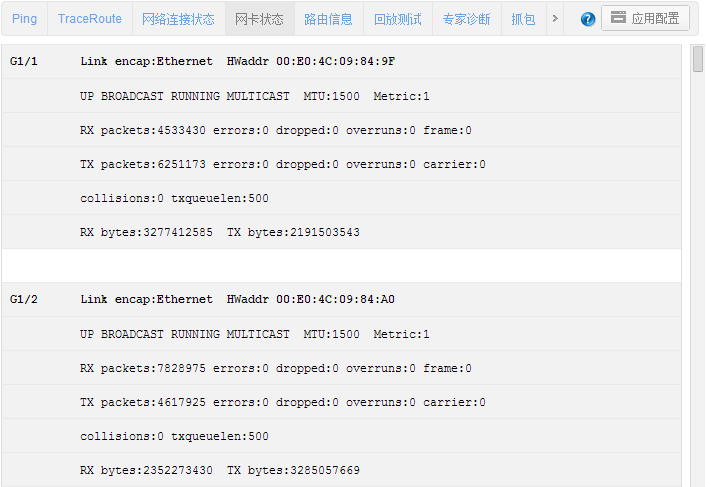 Ping TraceRoute 网络连接状态 网卡状态 路由信息 回放测试 专家诊断 抓包 > ? 应用配置
G1/1 Link encap:Ethernet HWaddr 00:E0:4C:09:84:9F
UP BROADCAST RUNNING MULTICAST MTU:1500 Metric:1
RX packets:4533430 errors:0 dropped:0 overruns:0 frame:0
TX packets:6251173 errors:0 dropped:0 overruns:0 carrier:0
collisions:0 txqueuelen:500
RX bytes:3277412585 TX bytes:2191503543
G1/2 Link encap:Ethernet HWaddr 00:E0:4C:09:84:A0
UP BROADCAST RUNNING MULTICAST MTU:1500 Metric:1
RX packets:7828975 errors:0 dropped:0 overruns:0 frame:0
TX packets:4617925 errors:0 dropped:0 overruns:0 carrier:0
collisions:0 txqueuelen:500
RX bytes:2352273430 TX bytes:3285057669